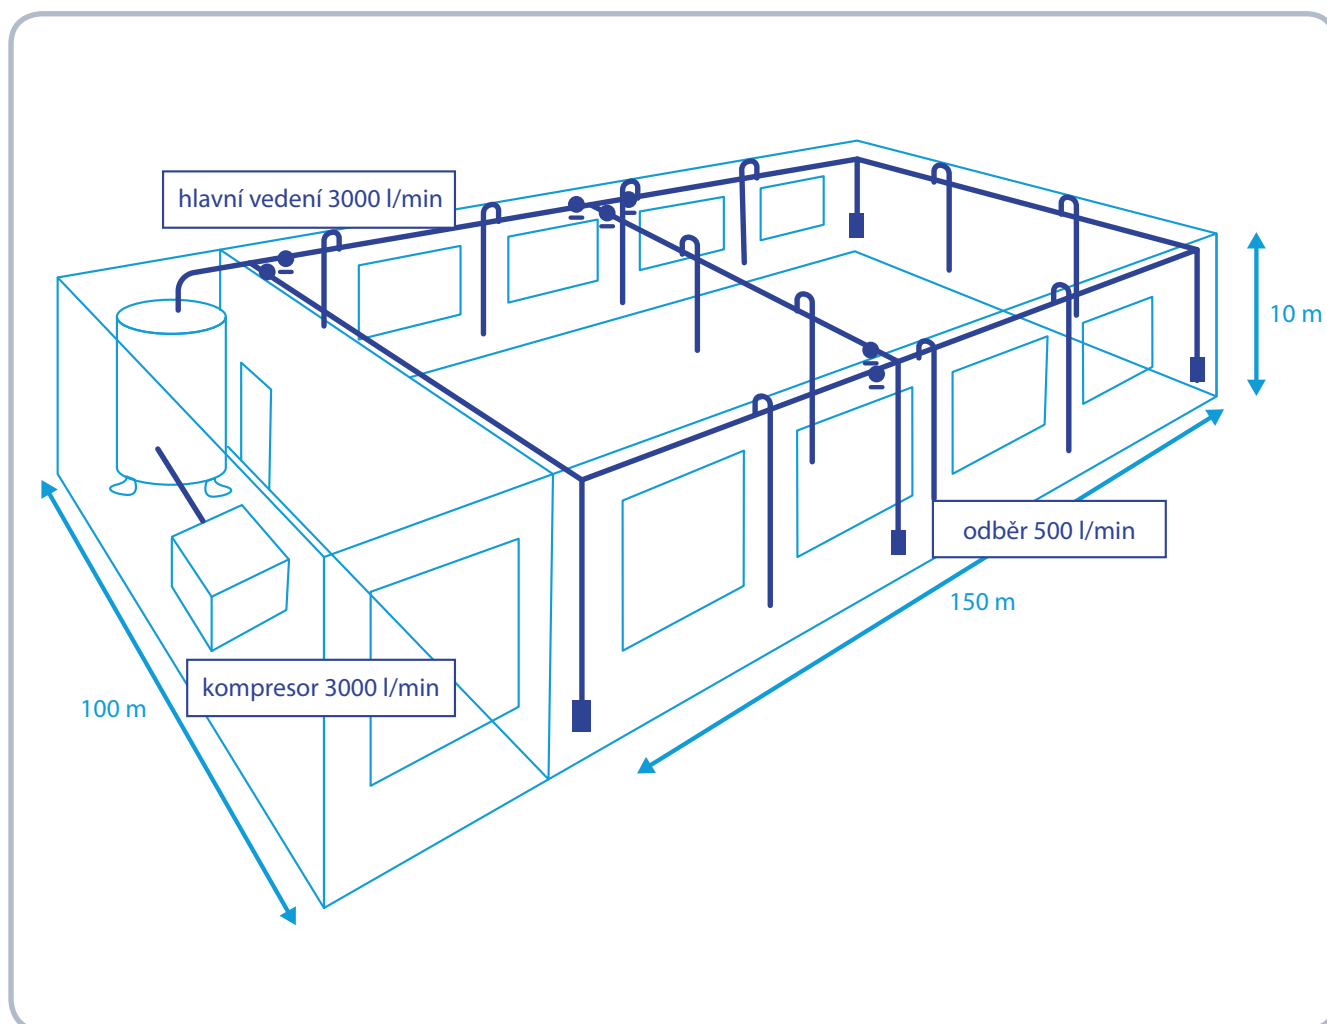 hlavní vedení 3000 l/min
10 m
odběr 500 l/min
150 m
kompresor 3000 l/min
100 m